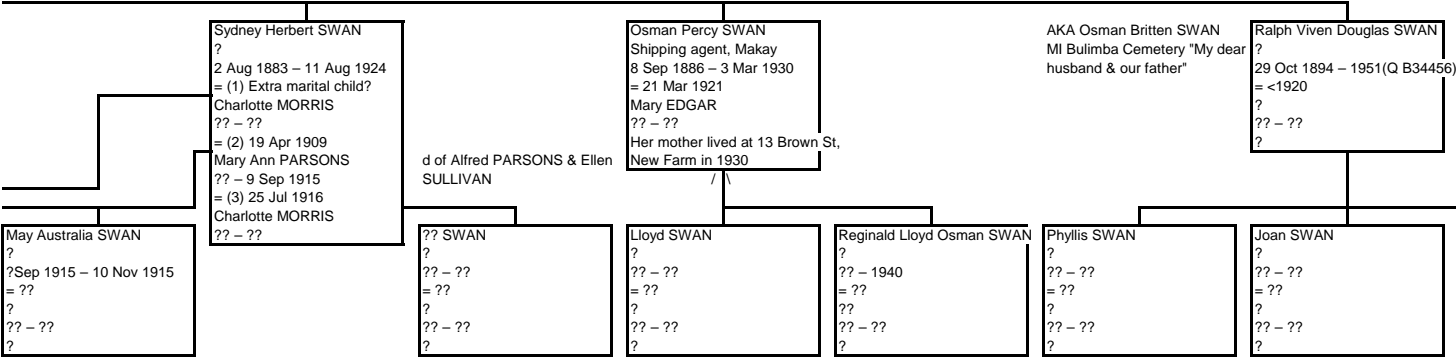 Sydney Herbert SWAN
?
2 Aug 1883 – 11 Aug 1924
= (1) Extra marital child?
Charlotte MORRIS
?? – ??
= (2) 19 Apr 1909
Mary Ann PARSONS
?? – 9 Sep 1915
= (3) 25 Jul 1916
Charlotte MORRIS
?? – ??
d of Alfred PARSONS & Ellen
SULLIVAN
Osman Percy SWAN
Shipping agent, Makay
8 Sep 1886 – 3 Mar 1930
= 21 Mar 1921
Mary EDGAR
?? – ??
Her mother lived at 13 Brown St,
New Farm in 1930
/ \
AKA Osman Britten SWAN
MI Bulimba Cemetery "My dear
husband & our father"
Ralph Viven Douglas SWAN
?
29 Oct 1894 – 1951(Q B34456)
= <1920
?
?? – ??
?
May Australia SWAN
?
?Sep 1915 – 10 Nov 1915
= ??
?
?? – ??
?
?? SWAN
?
?? – ??
= ??
?
?? – ??
?
Lloyd SWAN
?
?? – ??
= ??
?
?? – ??
?
Reginald Lloyd Osman SWAN
?
?? – 1940
= ??
??
?? – ??
?
Phyllis SWAN
?
?? – ??
= ??
?
?? – ??
?
Joan SWAN
?
?? – ??
= ??
?
?? – ??
?